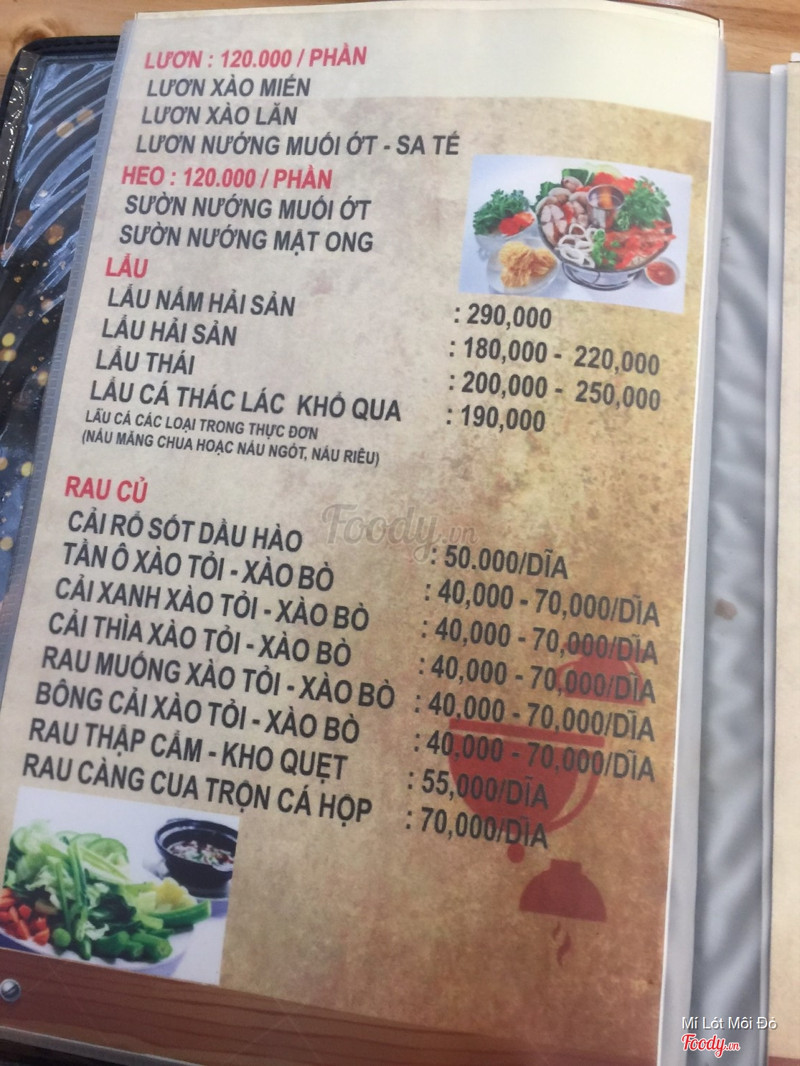 LƯƠN : 120.000 / PHẦN
LƯƠN XÀO MIẾN
LƯƠN XÀO LĂN
LƯƠN NƯỚNG MUỐI ỚT - SA TẾ
HEO : 120.000 / PHẦN
SƯỜN NƯỚNG MUỐI ỚT
SƯỜN NƯỚNG MẬT ONG
LẨU
LẨU NẤM HẢI SẢN : 290,000
LẨU HẢI SẢN : 180,000 - 220,000
LẨU THÁI : 200,000 - 250,000
LẨU CÁ THÁC LÁC KHỔ QUA : 190,000
LẨU CÁ CÁC LOẠI TRONG THỰC ĐƠN
(NẤU MĂNG CHUA HOẶC NẤU NGÓT, NẤU RIÊU)
RAU CỦ
CẢI RỔ SỐT DẦU HÀO : 50.000/DĨA
TẦN Ô XÀO TỎI - XÀO BÒ : 40,000 - 70,000/DĨA
CẢI XANH XÀO TỎI - XÀO BÒ : 40,000 - 70,000/DĨA
CẢI THÌA XÀO TỎI - XÀO BÒ : 40,000 - 70,000/DĨA
RAU MUỐNG XÀO TỎI - XÀO BÒ : 40.000 - 70,000/DĨA
BÔNG CẢI XÀO TỎI - XÀO BÒ : 40.000 - 70,000/DĨA
RAU THẬP CẨM - KHO QUẸT : 55,000/DĨA
RAU CÀNG CUA TRỘN CÁ HỘP : 70,000/DĨA
Foody.vn
Mí Lót Môi Đỏ
Foody.vn